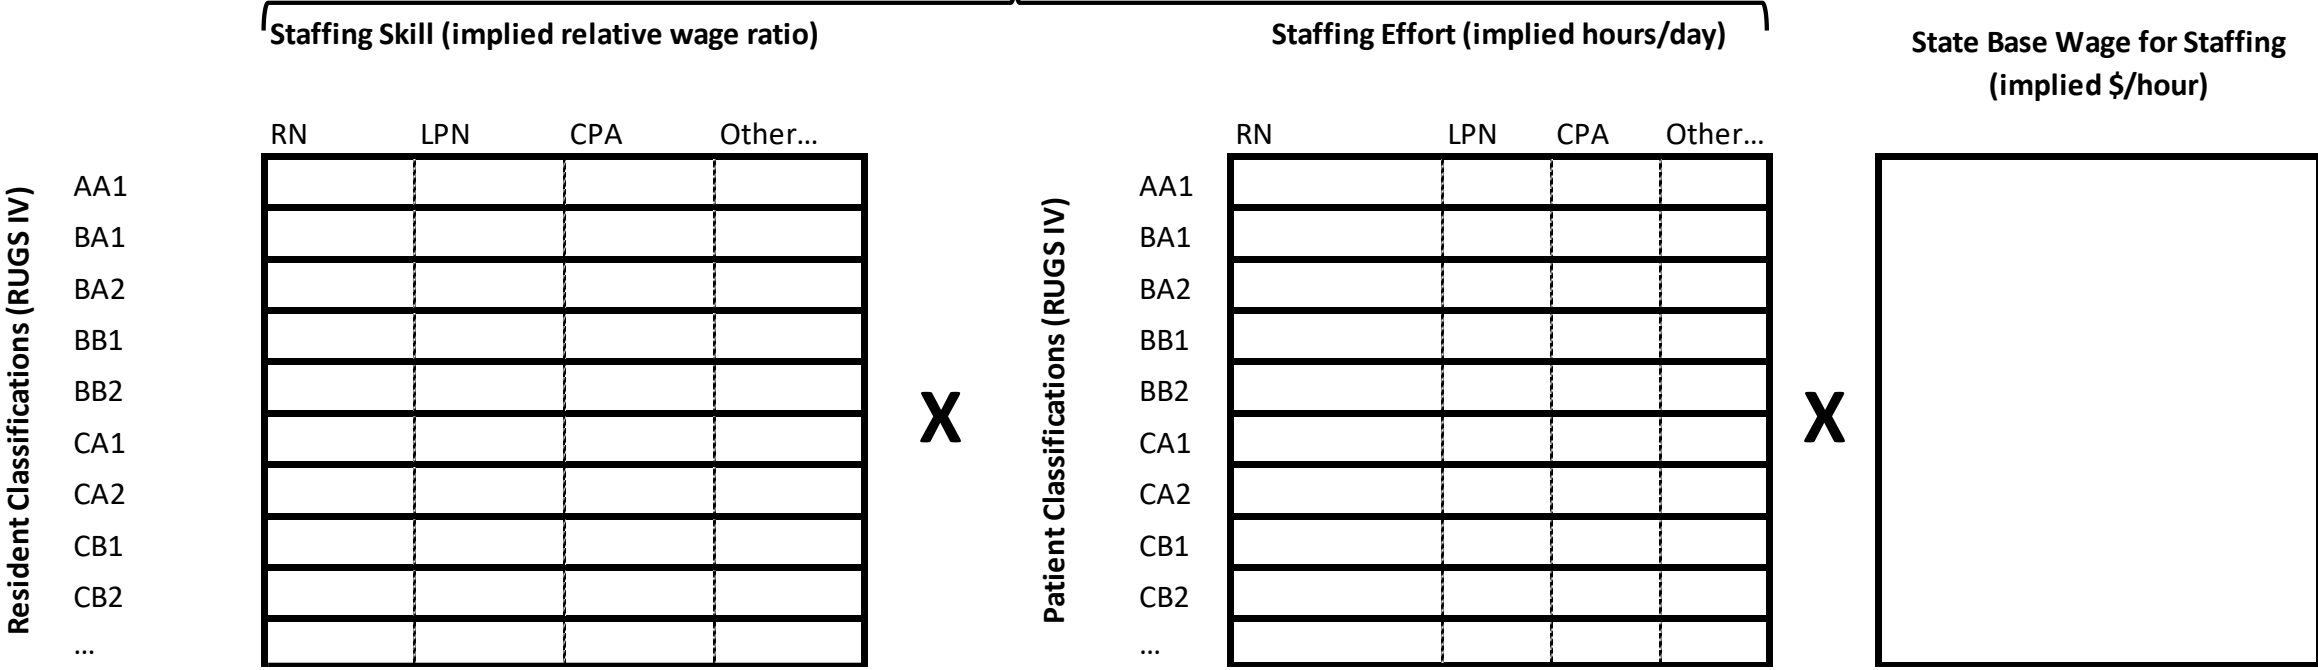 Staffing Skill (implied relative wage ratio)
Staffing Effort (implied hours/day)
State Base Wage for Staffing
(implied $/hour)
RN LPN CPA Other...
RN LPN CPA Other...
Resident Classifications (RUGS IV)
AA1
BA1
BA2
BB1
BB2
CA1
CA2
CB1
CB2
...
X
Patient Classifications (RUGS IV)
AA1
BA1
BA2
BB1
BB2
CA1
CA2
CB1
CB2
...
X